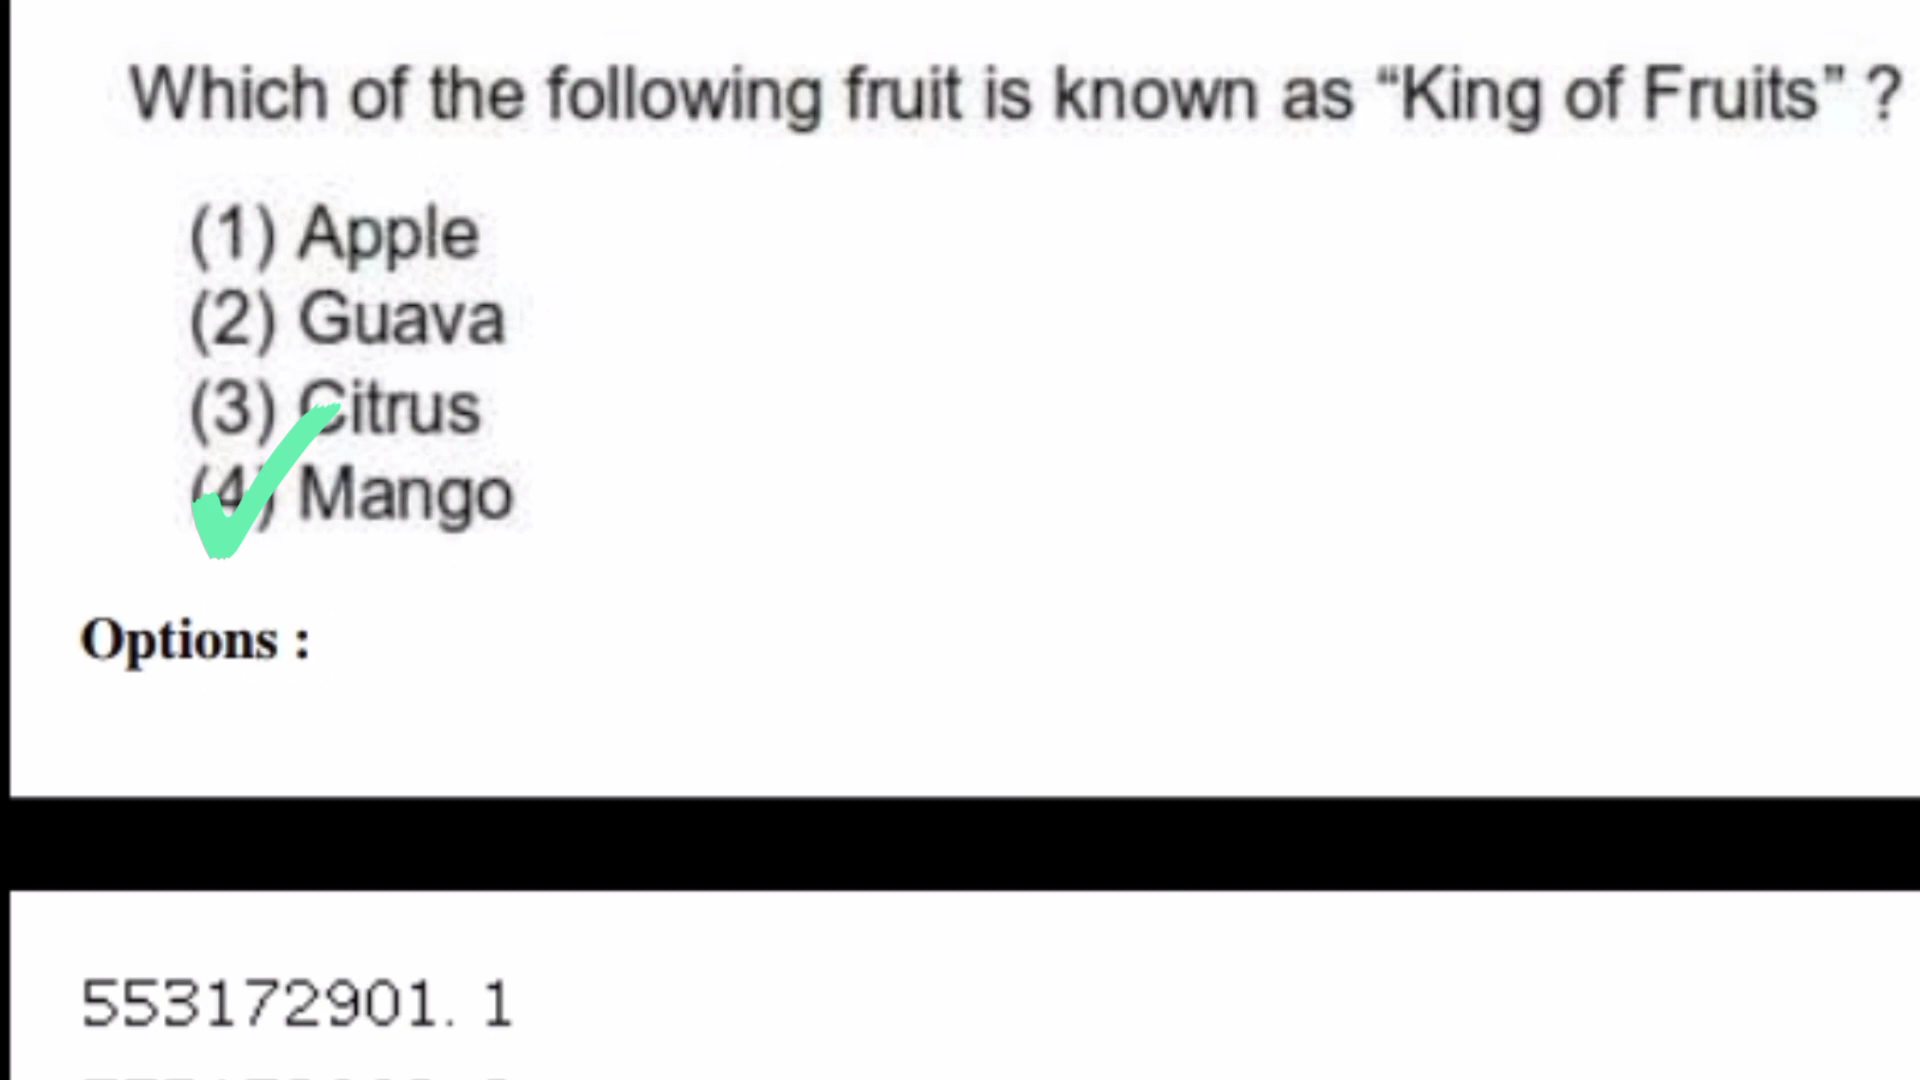 Which of the following fruit is known as “King of Fruits” ?
(1) Apple
(2) Guava
(3) Citrus
(4) Mango
Options :
553172901. 1